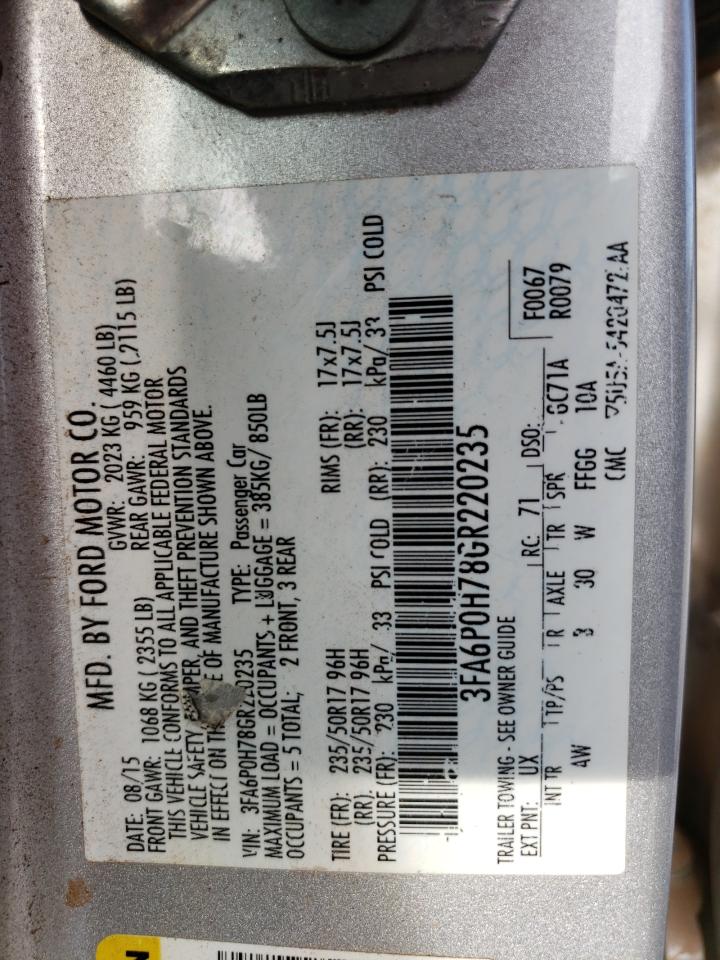 MFD. BY FORD MOTOR CO.
DATE: 08/15 GVWR: 2023 KG ( 4460 LB)
FRONT GAWR: 1068 KG ( 2355 LB) REAR GAWR: 959 KG ( 2115 LB)
THIS VEHICLE CONFORMS TO ALL APPLICABLE FEDERAL MOTOR
VEHICLE SAFETY, AND THEFT PREVENTION STANDARDS
IN EFFECT ON OF MANUFACTURE SHOWN ABOVE.
VIN: 3FA6P0H78GR220235 TYPE: Passenger Car
MAXIMUM LOAD = OCCUPANTS + LUGGAGE = 385KG/ 850LB
OCCUPANTS = 5 TOTAL; 2 FRONT, 3 REAR
TIRE (FR): 235/50R17 96H RIMS (FR): 17x7.5J
(RR): 235/50R17 96H (RR): 17x7.5J
PRESSURE (FR): 230 kPa/ 33 PSI COLD (RR): 230 kPa/ 33 PSI COLD
3FA6P0H78GR220235
TRAILER TOWING - SEE OWNER GUIDE F0067
EXT PNT: UX RC: 71 DSO: R0079
INT TR TP/PS R AXLE TR SPR GC71A
4W 30 W FFGG 10A
CMC
N